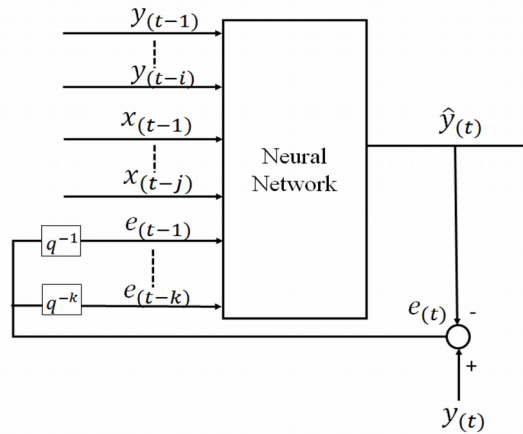 y(t−1)
y(t−i)
x(t−1)
x(t−j)
e(t−1)
e(t−k)
q⁻¹
q⁻ᵏ
Neural
Network
ŷ(t)
e(t)
-
+
y(t)